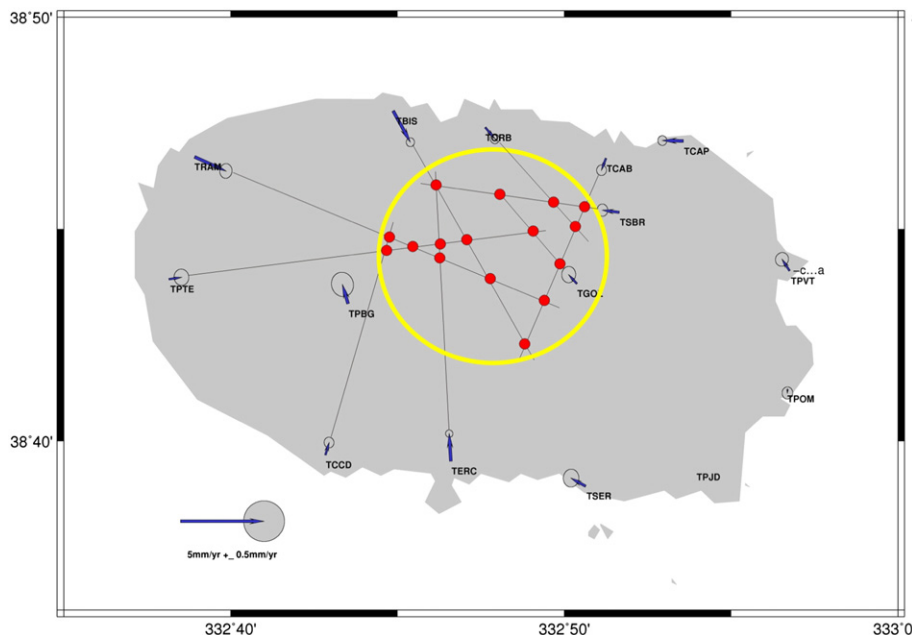 38°50'
TBIS
TQRB
TCAP
TRAM
TCAB
TSBR
–c...a
TPTE
TPVT
TGO
TPBG
TPOM
38°40'
TCCD
TERC
TPJD
TSER
5mm/yr +_ 0.5mm/yr
332°40'
332°50'
333°0